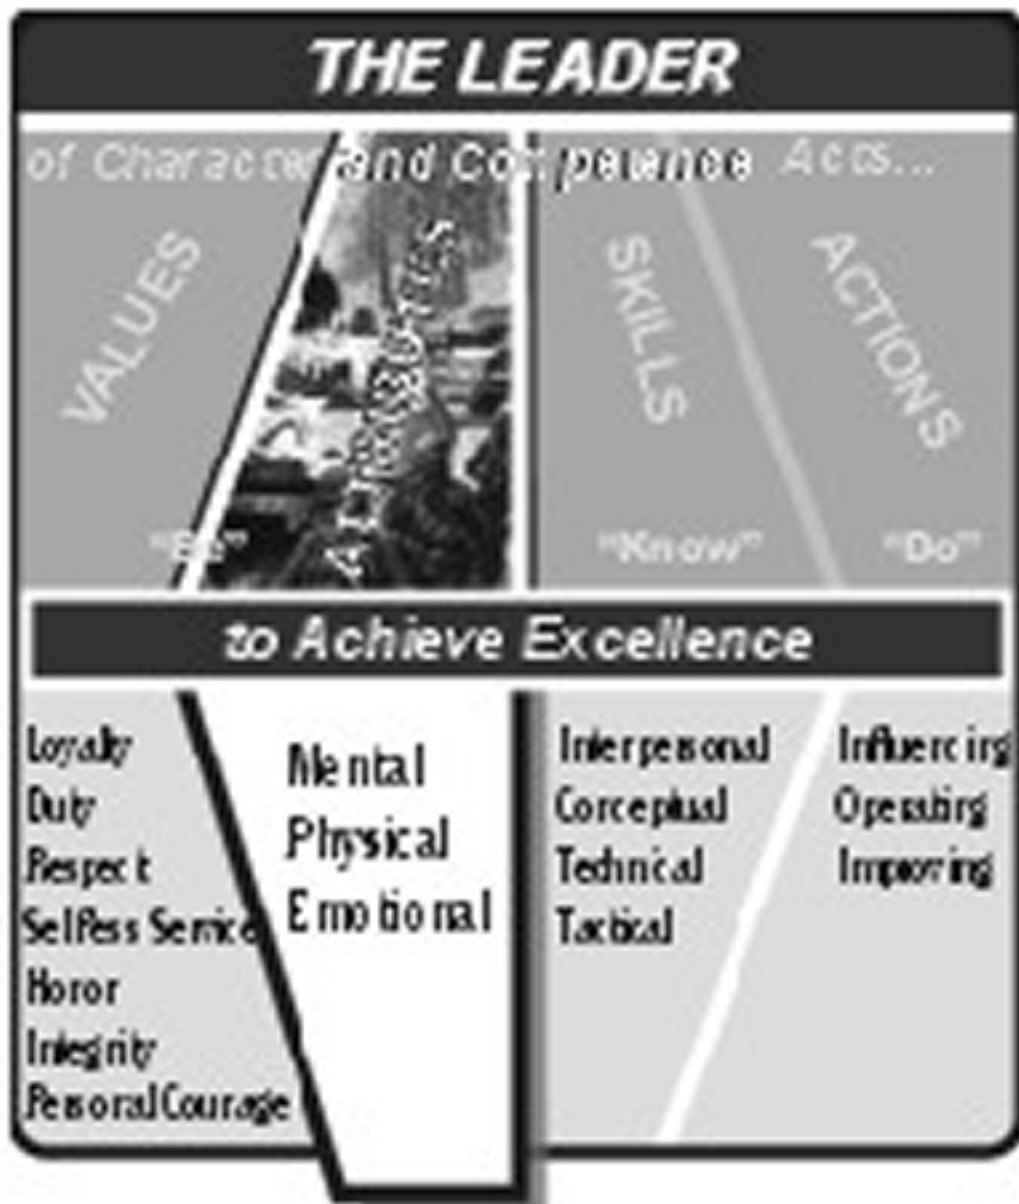 THE LEADER
of Character and Competence Acts...
VALUES
ATTRIBUTES
SKILLS
ACTIONS
"Be"
"Know"
"Do"
to Achieve Excellence
Loyalty
Duty
Respect
Selfless Service
Honor
Integrity
Personal Courage
Mental
Physical
Emotional
Interpersonal
Conceptual
Technical
Tactical
Influencing
Operating
Improving